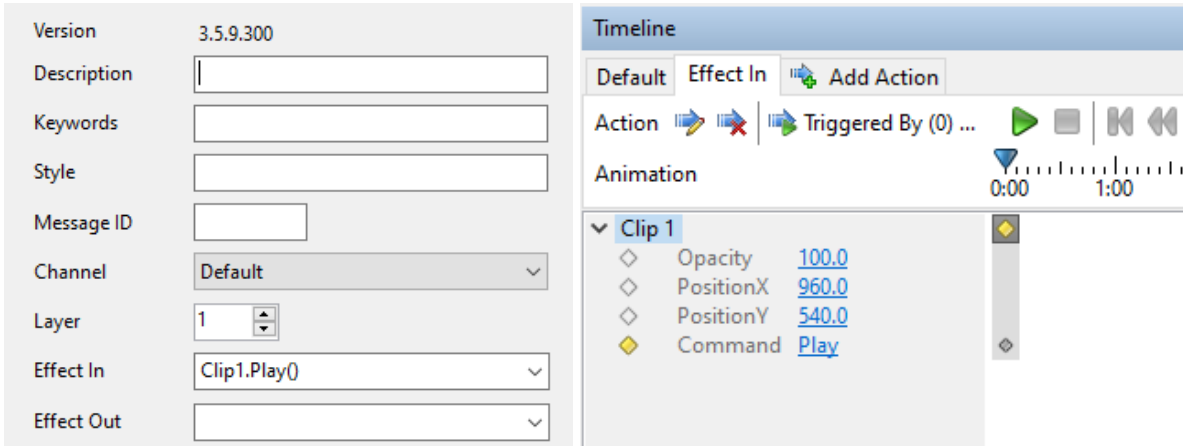 Version 3.5.9.300
Description
Keywords
Style
Message ID
Channel Default
Layer 1
Effect In Clip1.Play()
Effect Out
Timeline
Default Effect In Add Action
Action Triggered By (0) ...
Animation 0:00 1:00
Clip 1
Opacity 100.0
PositionX 960.0
PositionY 540.0
Command Play